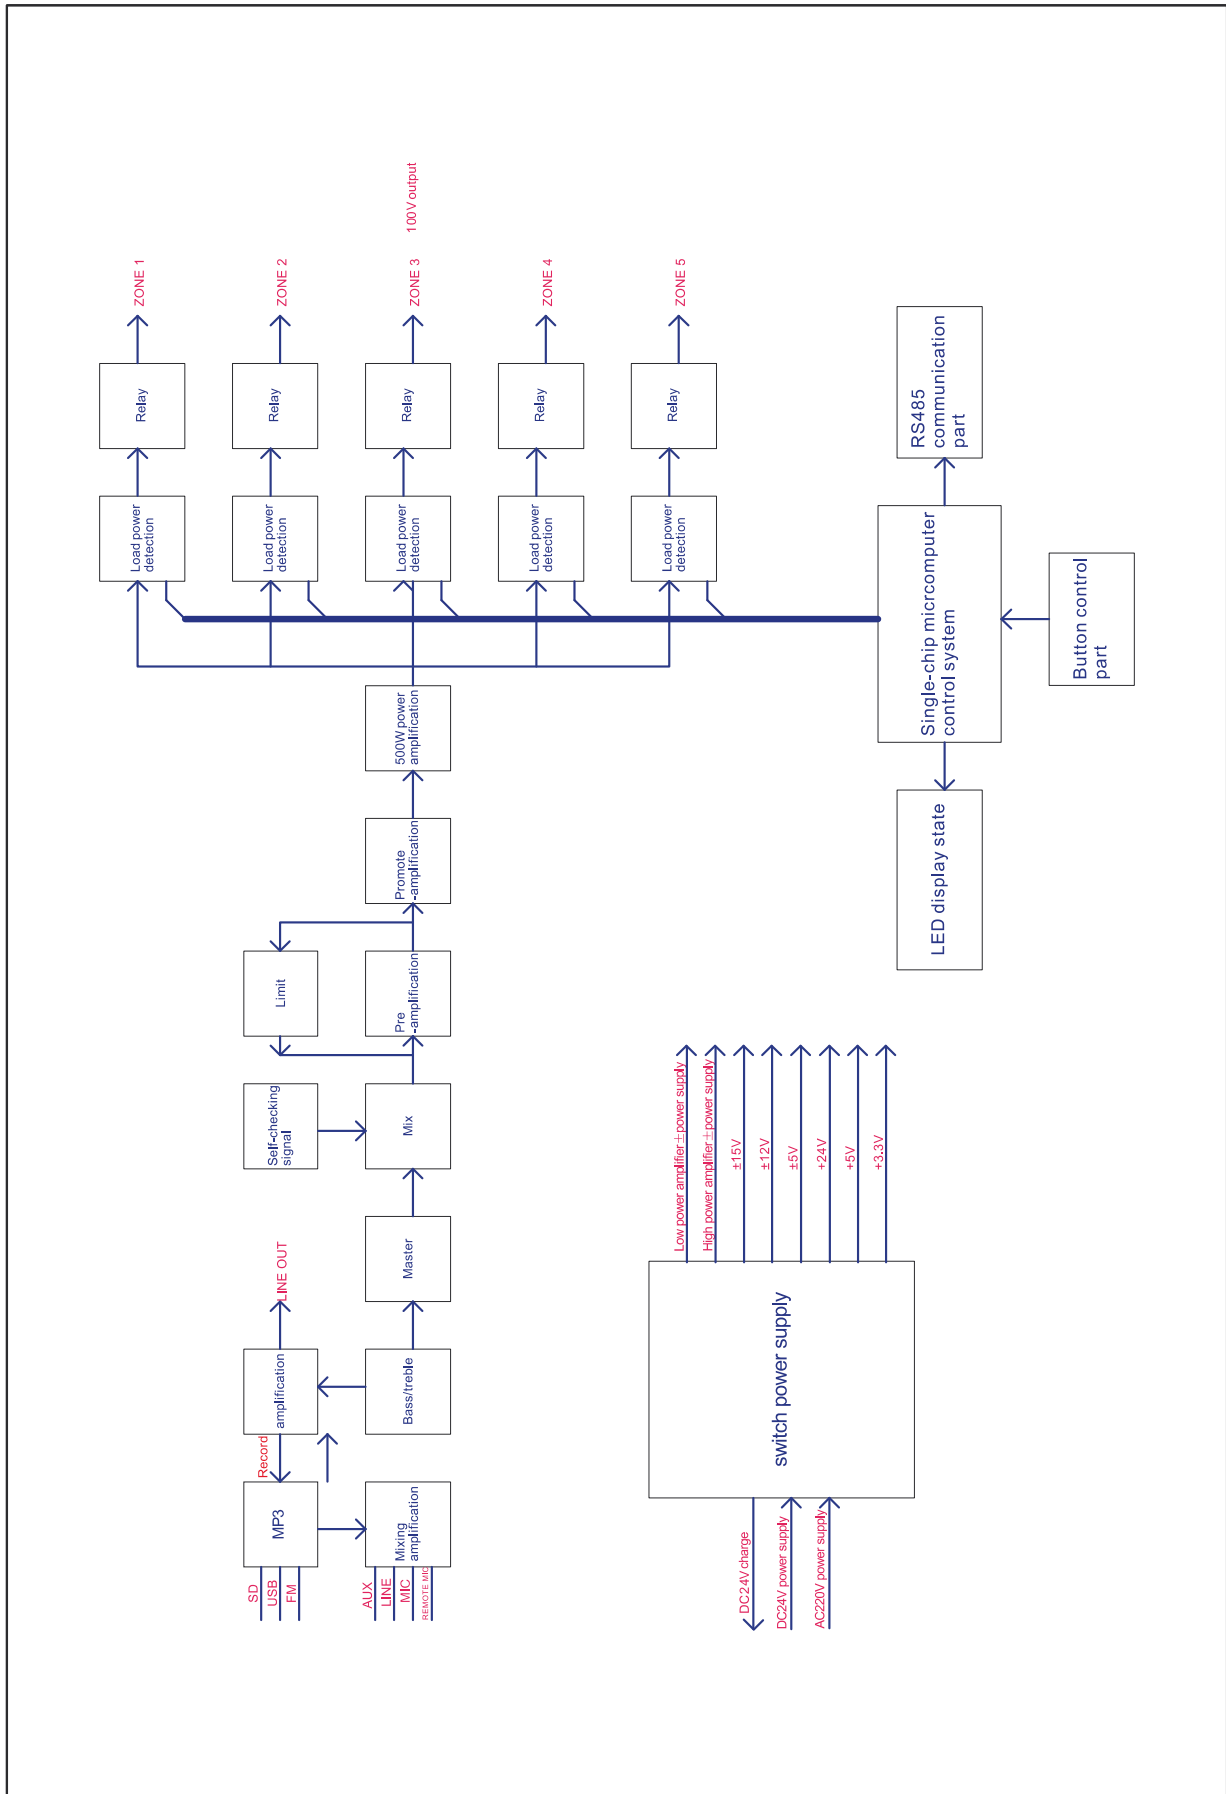 ZONE 1
ZONE 2
ZONE 3
100V output
ZONE 4
ZONE 5
Relay
Relay
Relay
Relay
Relay
Load power
detection
Load power
detection
Load power
detection
Load power
detection
Load power
detection
500W power
amplification
Promote
-amplification
Limit
Pre
-amplification
Self-checking
signal
Mix
Master
LINE OUT
amplification
Bass/treble
Record
MP3
Mixing
amplification
SD
USB
FM
AUX
LINE
MIC
REMOTE MIC
RS485
communication
part
Single-chip micrcomputer
control system
Button control
part
LED display state
Low power amplifier±power supply
High power amplifier±power supply
±15V
±12V
±5V
+24V
+5V
+3.3V
switch power supply
DC24V charge
DC24V power supply
AC220V power supply